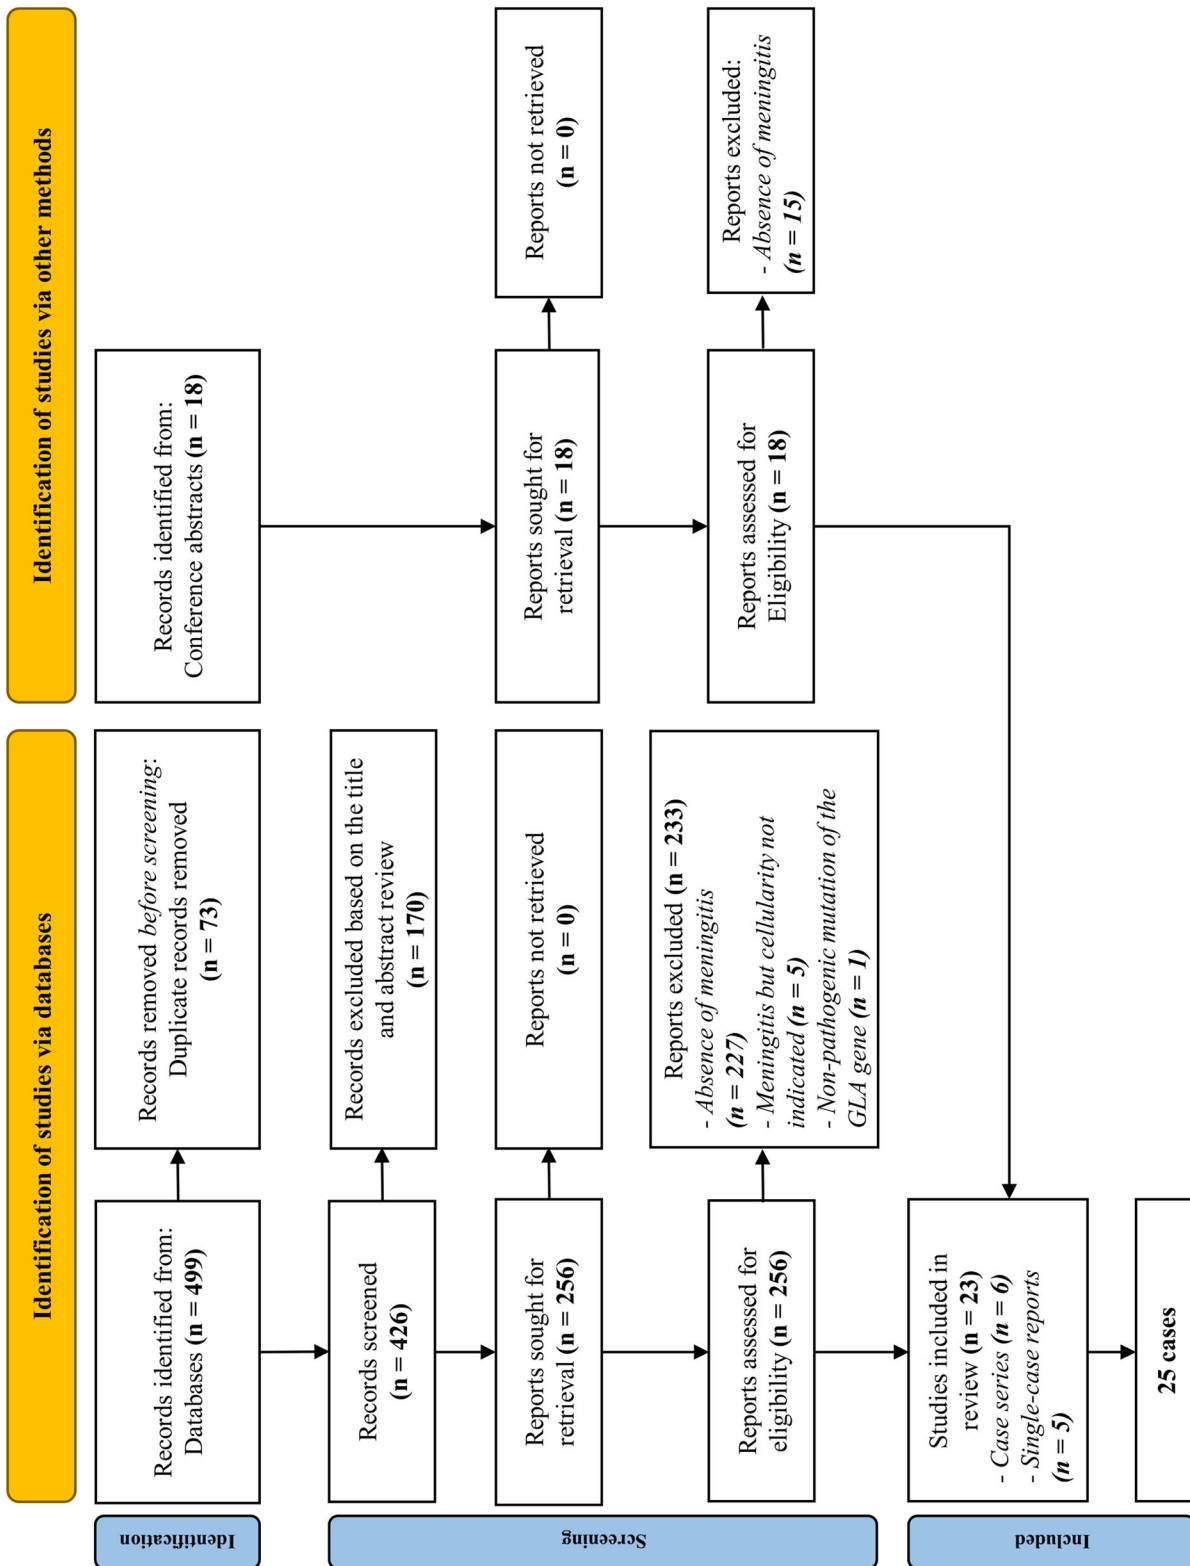 Identification of studies via databases
Identification of studies via other methods
Identification
Records identified from:
Databases (n = 499)
Records removed before screening:
Duplicate records removed
(n = 73)
Records identified from:
Conference abstracts (n = 18)
Screening
Records screened
(n = 426)
Records excluded based on the title
and abstract review
(n = 170)
Reports sought for
retrieval (n = 256)
Reports not retrieved
(n = 0)
Reports sought for
retrieval (n = 18)
Reports not retrieved
(n = 0)
Reports assessed for
eligibility (n = 256)
Reports excluded (n = 233)
- Absence of meningitis
(n = 227)
- Meningitis but cellularity not
indicated (n = 5)
- Non-pathogenic mutation of the
GLA gene (n = 1)
Reports assessed for
Eligibility (n = 18)
Reports excluded:
- Absence of meningitis
(n = 15)
Included
Studies included in
review (n = 23)
- Case series (n = 6)
- Single-case reports
(n = 5)
25 cases